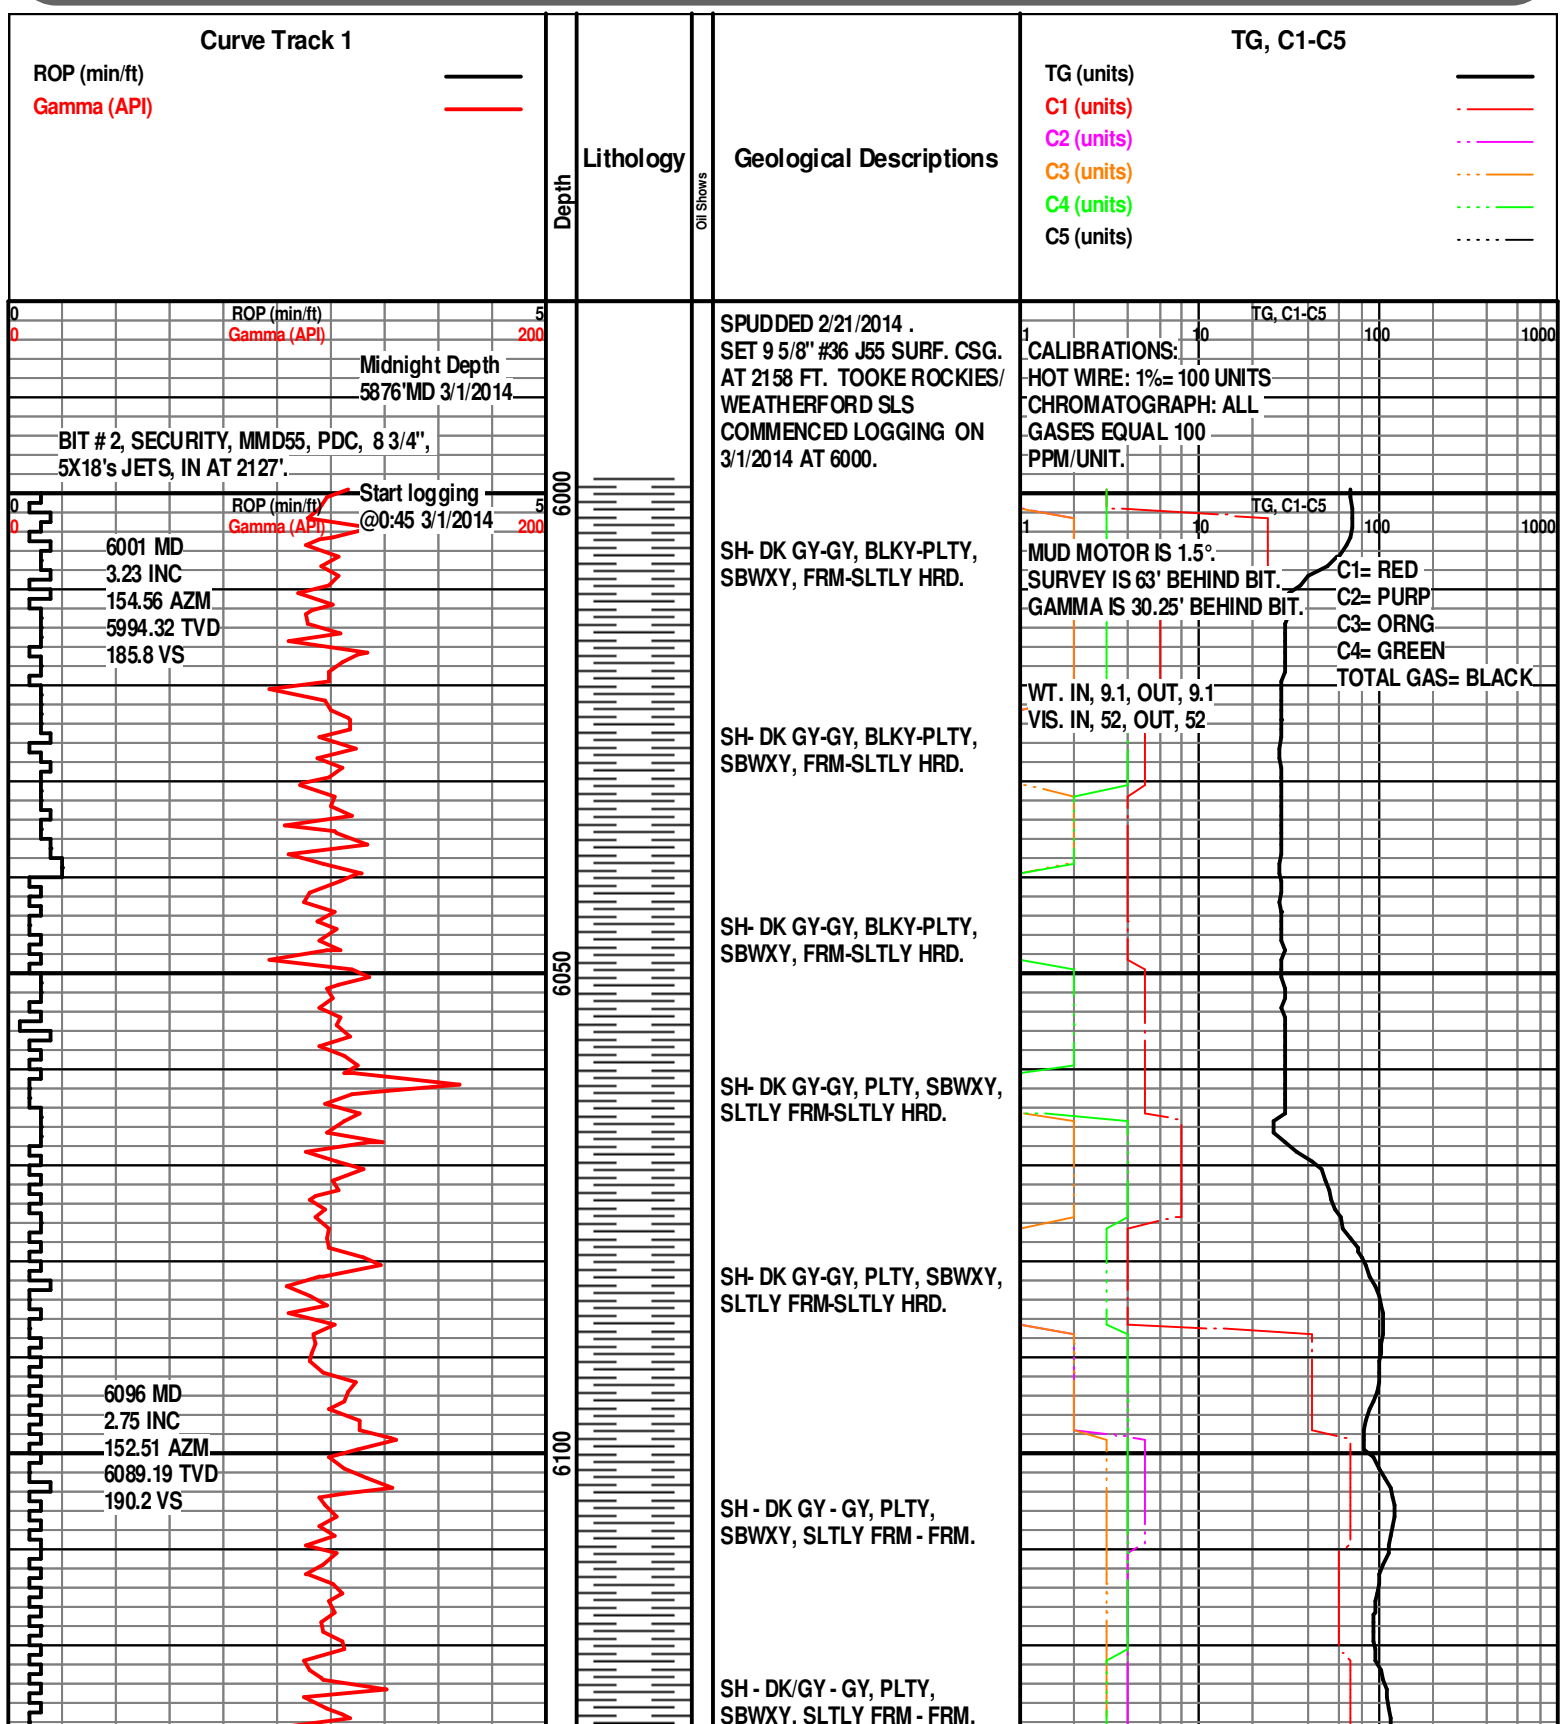 Curve Track 1
ROP (min/ft)
Gamma (API)
Depth
Lithology
Oil Shows
Geological Descriptions
TG, C1-C5
TG (units)
C1 (units)
C2 (units)
C3 (units)
C4 (units)
C5 (units)
0 ROP (min/ft) 5
0 Gamma (API) 200
Midnight Depth
5876'MD 3/1/2014
BIT # 2, SECURITY, MMD55, PDC, 8 3/4",
5X18's JETS, IN AT 2127'.
SPUDDED 2/21/2014 .
SET 9 5/8" #36 J55 SURF. CSG.
AT 2158 FT. TOOKE ROCKIES/
WEATHERFORD SLS
COMMENCED LOGGING ON
3/1/2014 AT 6000.
TG, C1-C5
1 10 100 1000
CALIBRATIONS:
HOT WIRE: 1%= 100 UNITS
CHROMATOGRAPH: ALL
GASES EQUAL 100
PPM/UNIT.
6000
Start logging
@0:45 3/1/2014
0 ROP (min/ft) 5
0 Gamma (API) 200
TG, C1-C5
1 10 100 1000
6001 MD
3.23 INC
154.56 AZM
5994.32 TVD
185.8 VS
SH- DK GY-GY, BLKY-PLTY,
SBWXY, FRM-SLTLY HRD.
MUD MOTOR IS 1.5°.
SURVEY IS 63' BEHIND BIT.
GAMMA IS 30.25' BEHIND BIT.
C1= RED
C2= PURP
C3= ORNG
C4= GREEN
TOTAL GAS= BLACK
WT. IN, 9.1, OUT, 9.1
VIS. IN, 52, OUT, 52
SH- DK GY-GY, BLKY-PLTY,
SBWXY, FRM-SLTLY HRD.
SH- DK GY-GY, BLKY-PLTY,
SBWXY, FRM-SLTLY HRD.
6050
SH- DK GY-GY, PLTY, SBWXY,
SLTLY FRM-SLTLY HRD.
SH- DK GY-GY, PLTY, SBWXY,
SLTLY FRM-SLTLY HRD.
6096 MD
2.75 INC
152.51 AZM
6089.19 TVD
190.2 VS
6100
SH - DK GY - GY, PLTY,
SBWXY, SLTLY FRM - FRM.
SH - DK/GY - GY, PLTY,
SBWXY, SLTLY FRM - FRM.